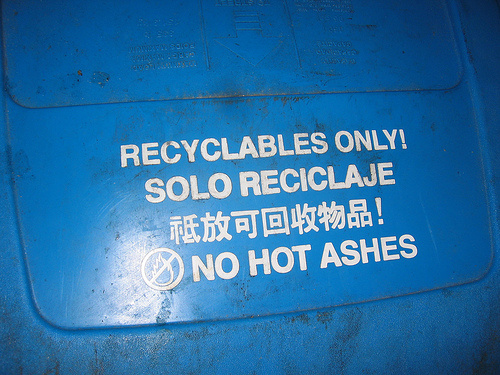 RECYCLABLES ONLY!
SOLO RECICLAJE
祗放可回收物品!
NO HOT ASHES